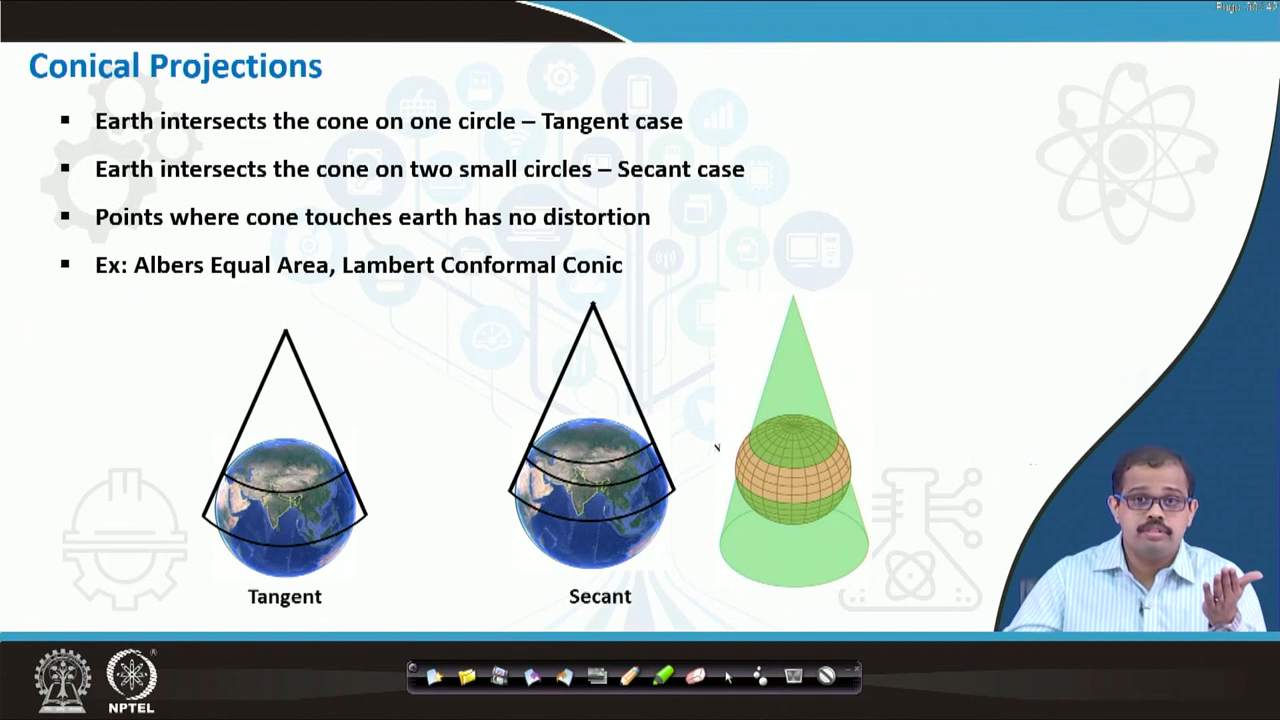 Conical Projections
▪ Earth intersects the cone on one circle – Tangent case
▪ Earth intersects the cone on two small circles – Secant case
▪ Points where cone touches earth has no distortion
▪ Ex: Albers Equal Area, Lambert Conformal Conic
N
Tangent
Secant
NPTEL